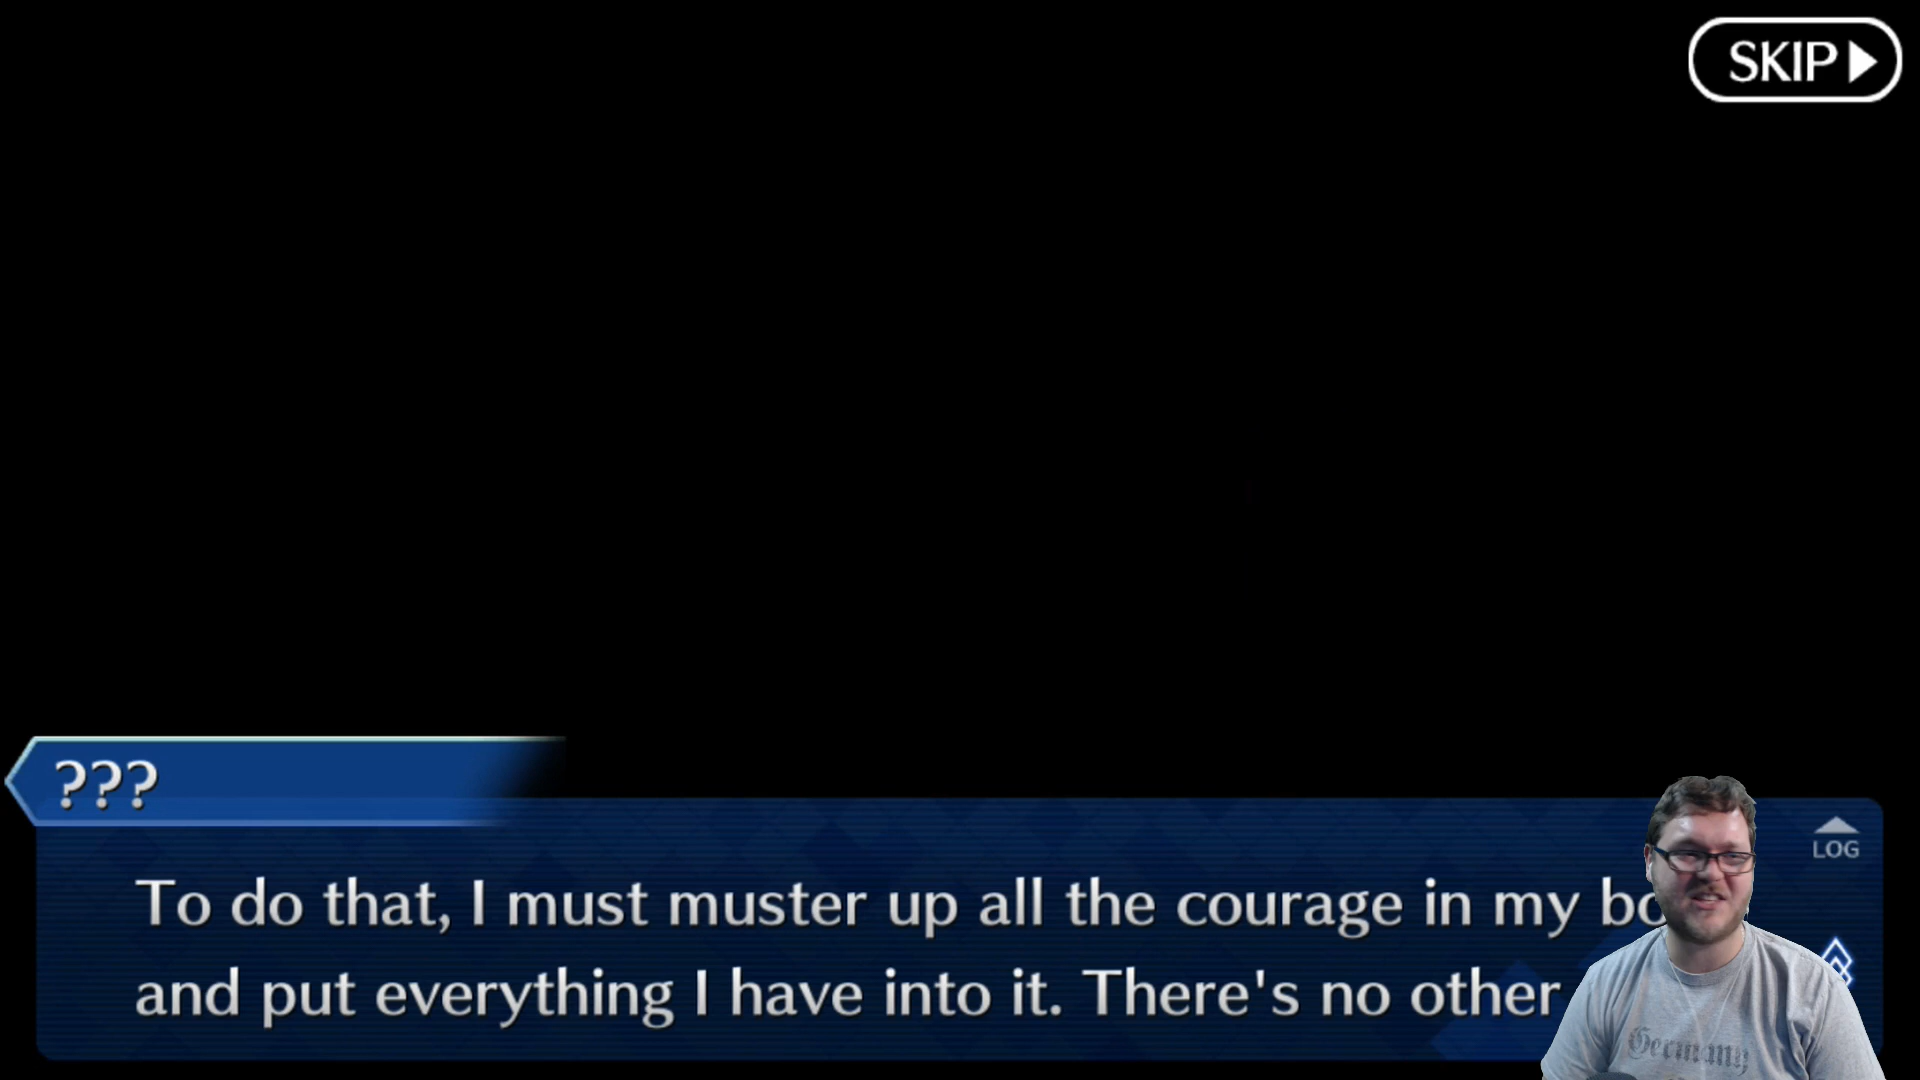 SKIP
???
LOG
To do that, I must muster up all the courage in my
and put everything I have into it. There's no other
Germany